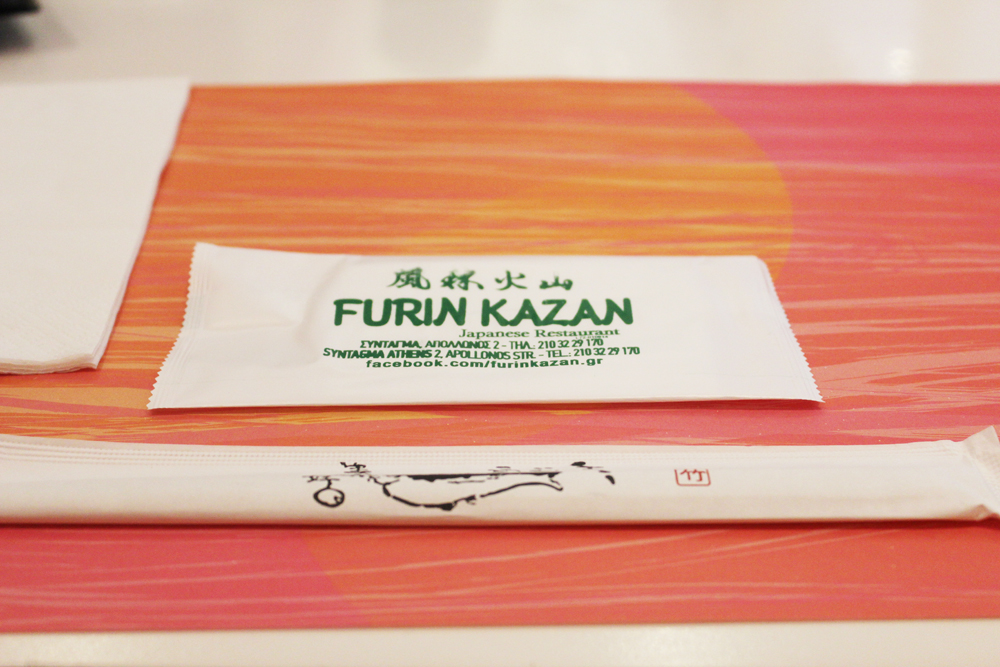 風林火山
FURIN KAZAN
Japanese Restaurant
ΣΥΝΤΑΓΜΑ, ΑΠΟΛΛΩΝΟΣ 2 - ΤΗΛ.: 210 32 29 170
SYNTAGMA ATHENS 2, APOLLONOS STR. - TEL.: 210 32 29 170
facebook.com/furinkazan.gr
竹